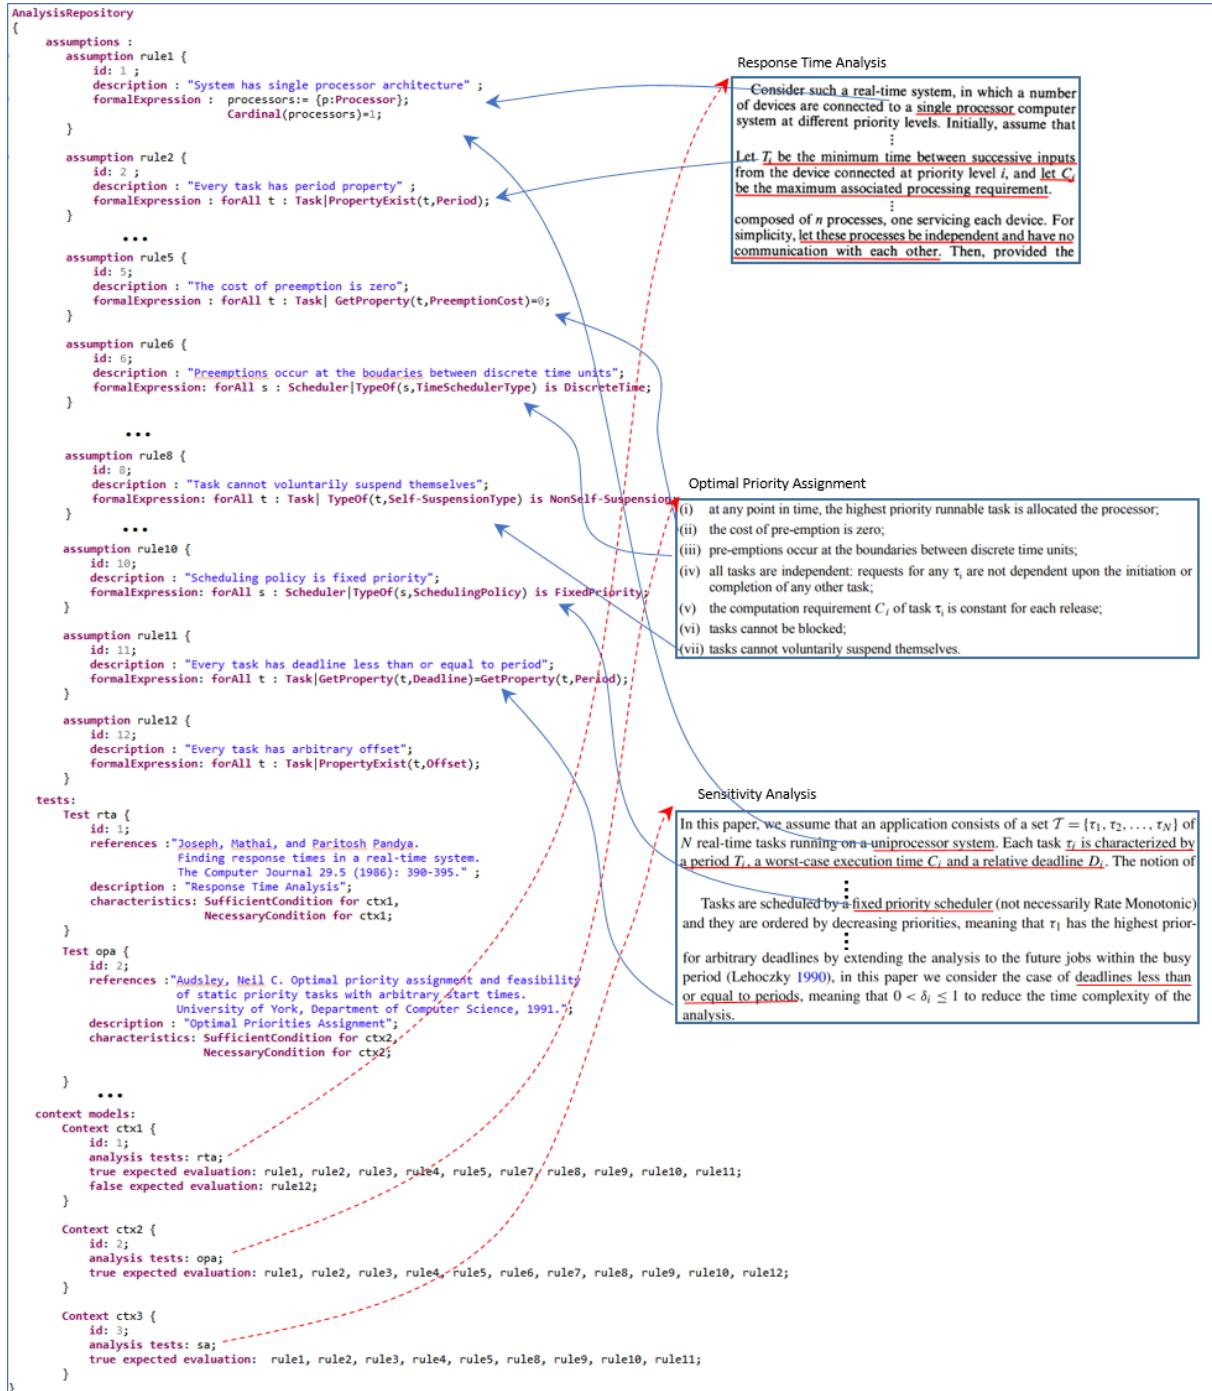 AnalysisRepository
{
assumptions :
assumption rule1 {
id: 1 ;
description : "System has single processor architecture" ;
formalExpression : processors:= {p:Processor};
Cardinal(processors)=1;
}
assumption rule2 {
id: 2 ;
description : "Every task has period property" ;
formalExpression : forAll t : Task|PropertyExist(t,Period);
}
...
assumption rule5 {
id: 5;
description : "The cost of preemption is zero";
formalExpression : forAll t : Task| GetProperty(t,PreemptionCost)=0;
}
assumption rule6 {
id: 6;
description : "Preemptions occur at the boudaries between discrete time units";
formalExpression: forAll s : Scheduler|TypeOf(s,TimeSchedulerType) is DiscreteTime;
}
...
assumption rule8 {
id: 8;
description : "Task cannot voluntarily suspend themselves";
formalExpression: forAll t : Task| TypeOf(t,Self-SuspensionType) is NonSelf-Suspension;
}
...
assumption rule10 {
id: 10;
description : "Scheduling policy is fixed priority";
formalExpression: forAll s : Scheduler|TypeOf(s,SchedulingPolicy) is FixedPriority;
}
assumption rule11 {
id: 11;
description : "Every task has deadline less than or equal to period";
formalExpression: forAll t : Task|GetProperty(t,Deadline)=GetProperty(t,Period);
}
assumption rule12 {
id: 12;
description : "Every task has arbitrary offset";
formalExpression: forAll t : Task|PropertyExist(t,Offset);
}
tests:
Test rta {
id: 1;
references :"Joseph, Mathai, and Paritosh Pandya.
Finding response times in a real-time system.
The Computer Journal 29.5 (1986): 390-395." ;
description : "Response Time Analysis";
characteristics: SufficientCondition for ctx1,
NecessaryCondition for ctx1;
}
Test opa {
id: 2;
references :"Audsley, Neil C. Optimal priority assignment and feasibility
of static priority tasks with arbitrary start times.
University of York, Department of Computer Science, 1991.";
description : "Optimal Priorities Assignment";
characteristics: SufficientCondition for ctx2,
NecessaryCondition for ctx2;
}
...
context models:
Context ctx1 {
id: 1;
analysis tests: rta;
true expected evaluation: rule1, rule2, rule3, rule4, rule5, rule7, rule8, rule9, rule10, rule11;
false expected evaluation: rule12;
}
Context ctx2 {
id: 2;
analysis tests: opa;
true expected evaluation: rule1, rule2, rule3, rule4, rule5, rule6, rule7, rule8, rule9, rule10, rule12;
}
Context ctx3 {
id: 3;
analysis tests: sa;
true expected evaluation: rule1, rule2, rule3, rule4, rule5, rule8, rule9, rule10, rule11;
}
}
Response Time Analysis
Consider such a real-time system, in which a number
of devices are connected to a single processor computer
system at different priority levels. Initially, assume that
⋮
Let Tᵢ be the minimum time between successive inputs
from the device connected at priority level i, and let Cᵢ
be the maximum associated processing requirement.
⋮
composed of n processes, one servicing each device. For
simplicity, let these processes be independent and have no
communication with each other. Then, provided the
Optimal Priority Assignment
(i) at any point in time, the highest priority runnable task is allocated the processor;
(ii) the cost of pre-emption is zero;
(iii) pre-emptions occur at the boundaries between discrete time units;
(iv) all tasks are independent: requests for any τᵢ are not dependent upon the initiation or
completion of any other task;
(v) the computation requirement Cᵢ of task τᵢ is constant for each release;
(vi) tasks cannot be blocked;
(vii) tasks cannot voluntarily suspend themselves.
Sensitivity Analysis
In this paper, we assume that an application consists of a set 𝒯 = {τ₁, τ₂, . . . , τN} of
N real-time tasks running on a uniprocessor system. Each task τᵢ is characterized by
a period Tᵢ, a worst-case execution time Cᵢ and a relative deadline Dᵢ. The notion of
⋮
Tasks are scheduled by a fixed priority scheduler (not necessarily Rate Monotonic)
and they are ordered by decreasing priorities, meaning that τ₁ has the highest prior-
⋮
for arbitrary deadlines by extending the analysis to the future jobs within the busy
period (Lehoczky 1990), in this paper we consider the case of deadlines less than
or equal to periods, meaning that 0 < δᵢ ≤ 1 to reduce the time complexity of the
analysis.